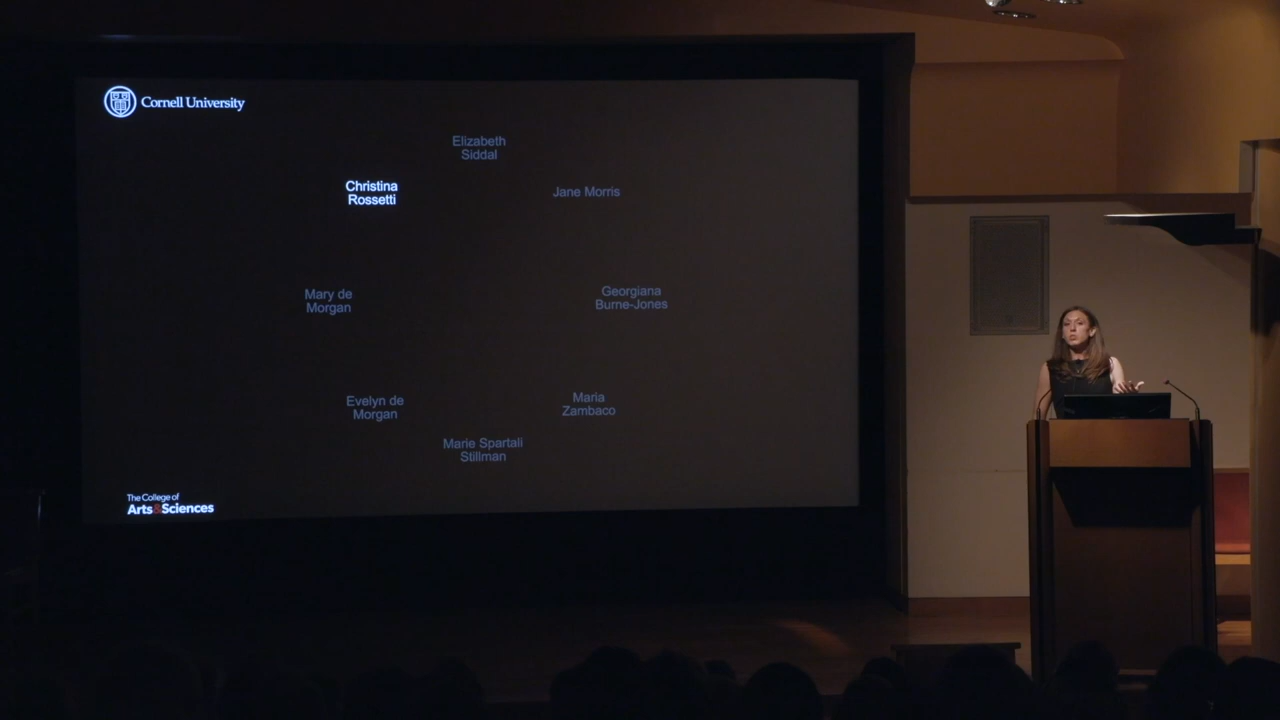 Cornell University
Elizabeth
Siddal
Christina
Rossetti
Jane Morris
Mary de
Morgan
Georgiana
Burne-Jones
Evelyn de
Morgan
Maria
Zambaco
Marie Spartali
Stillman
The College of
Arts&Sciences